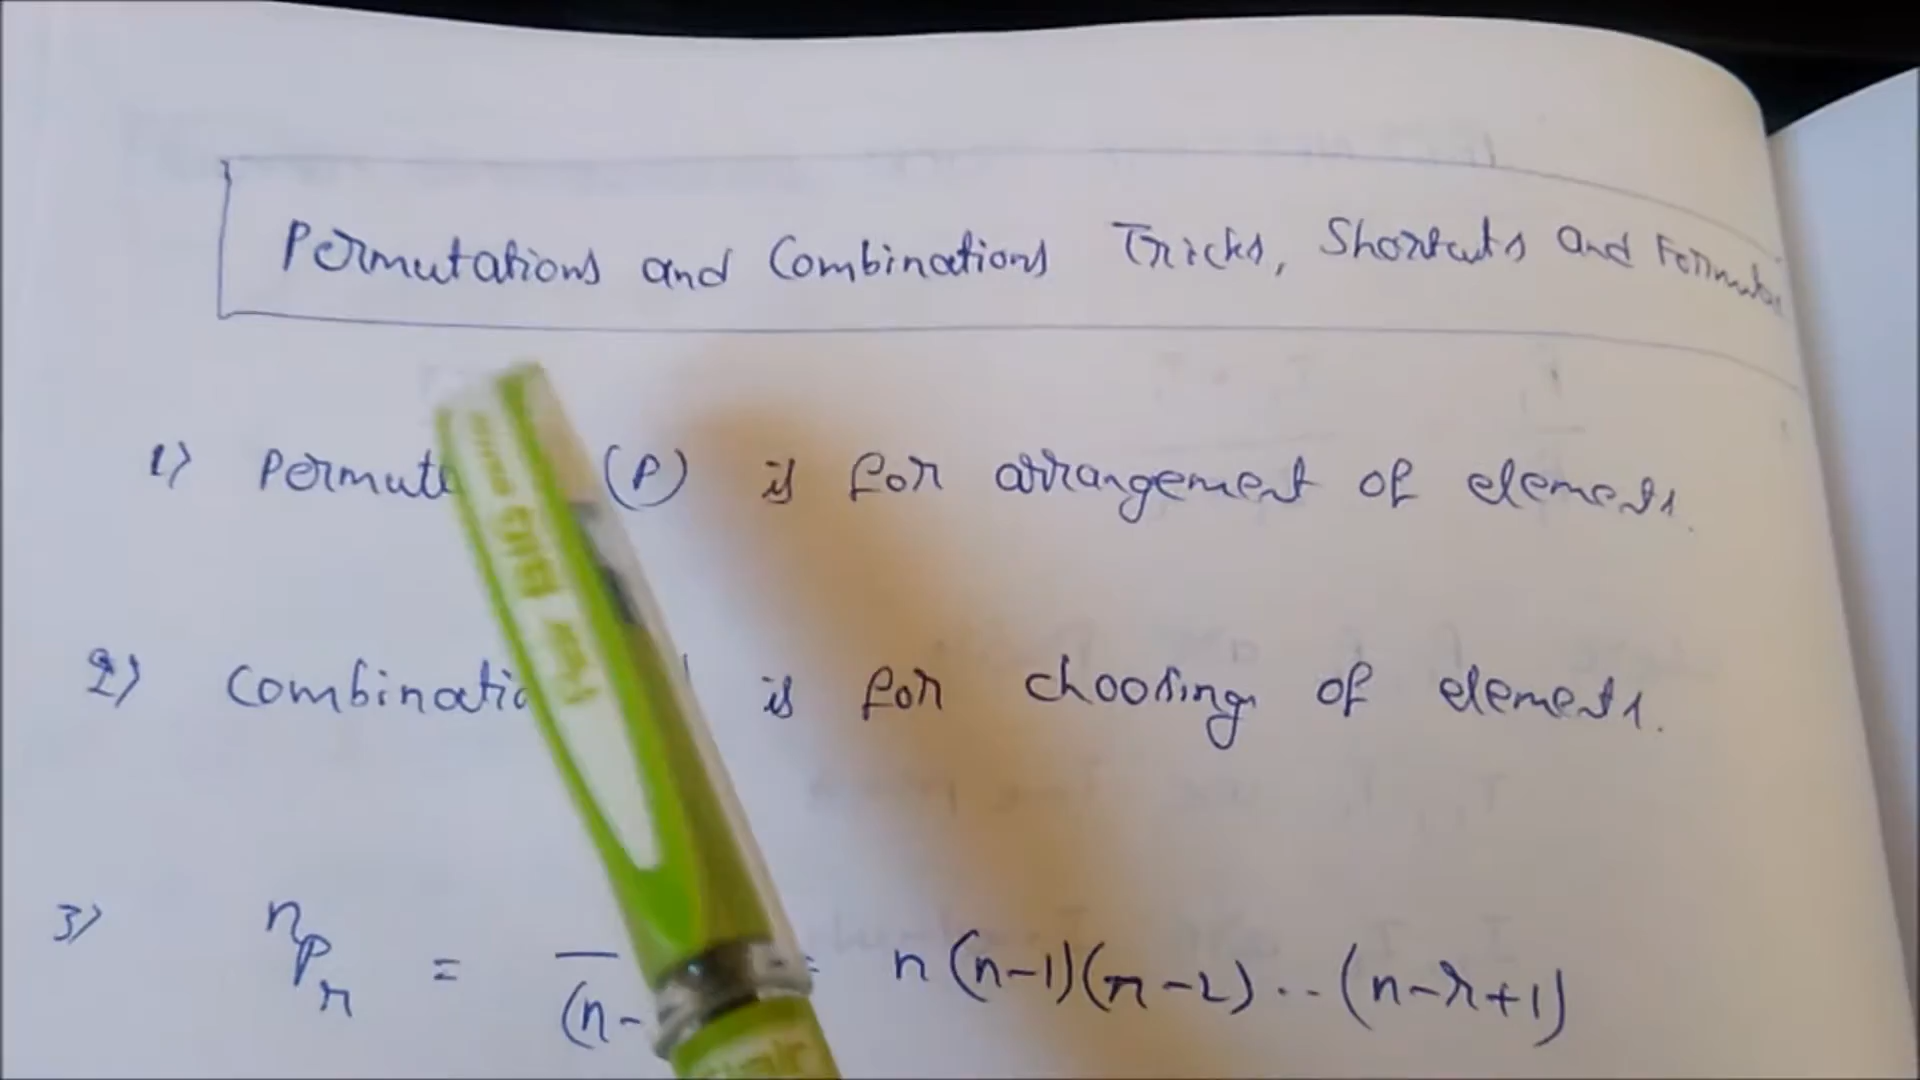 Permutations and Combinations Tricks, Shortcuts and
1) Permut (P) is for arrangement of elements.
2) Combinatio is for choosing of elements.
3) nPr = (n- = n(n-1)(n-2)..(n-r+1)